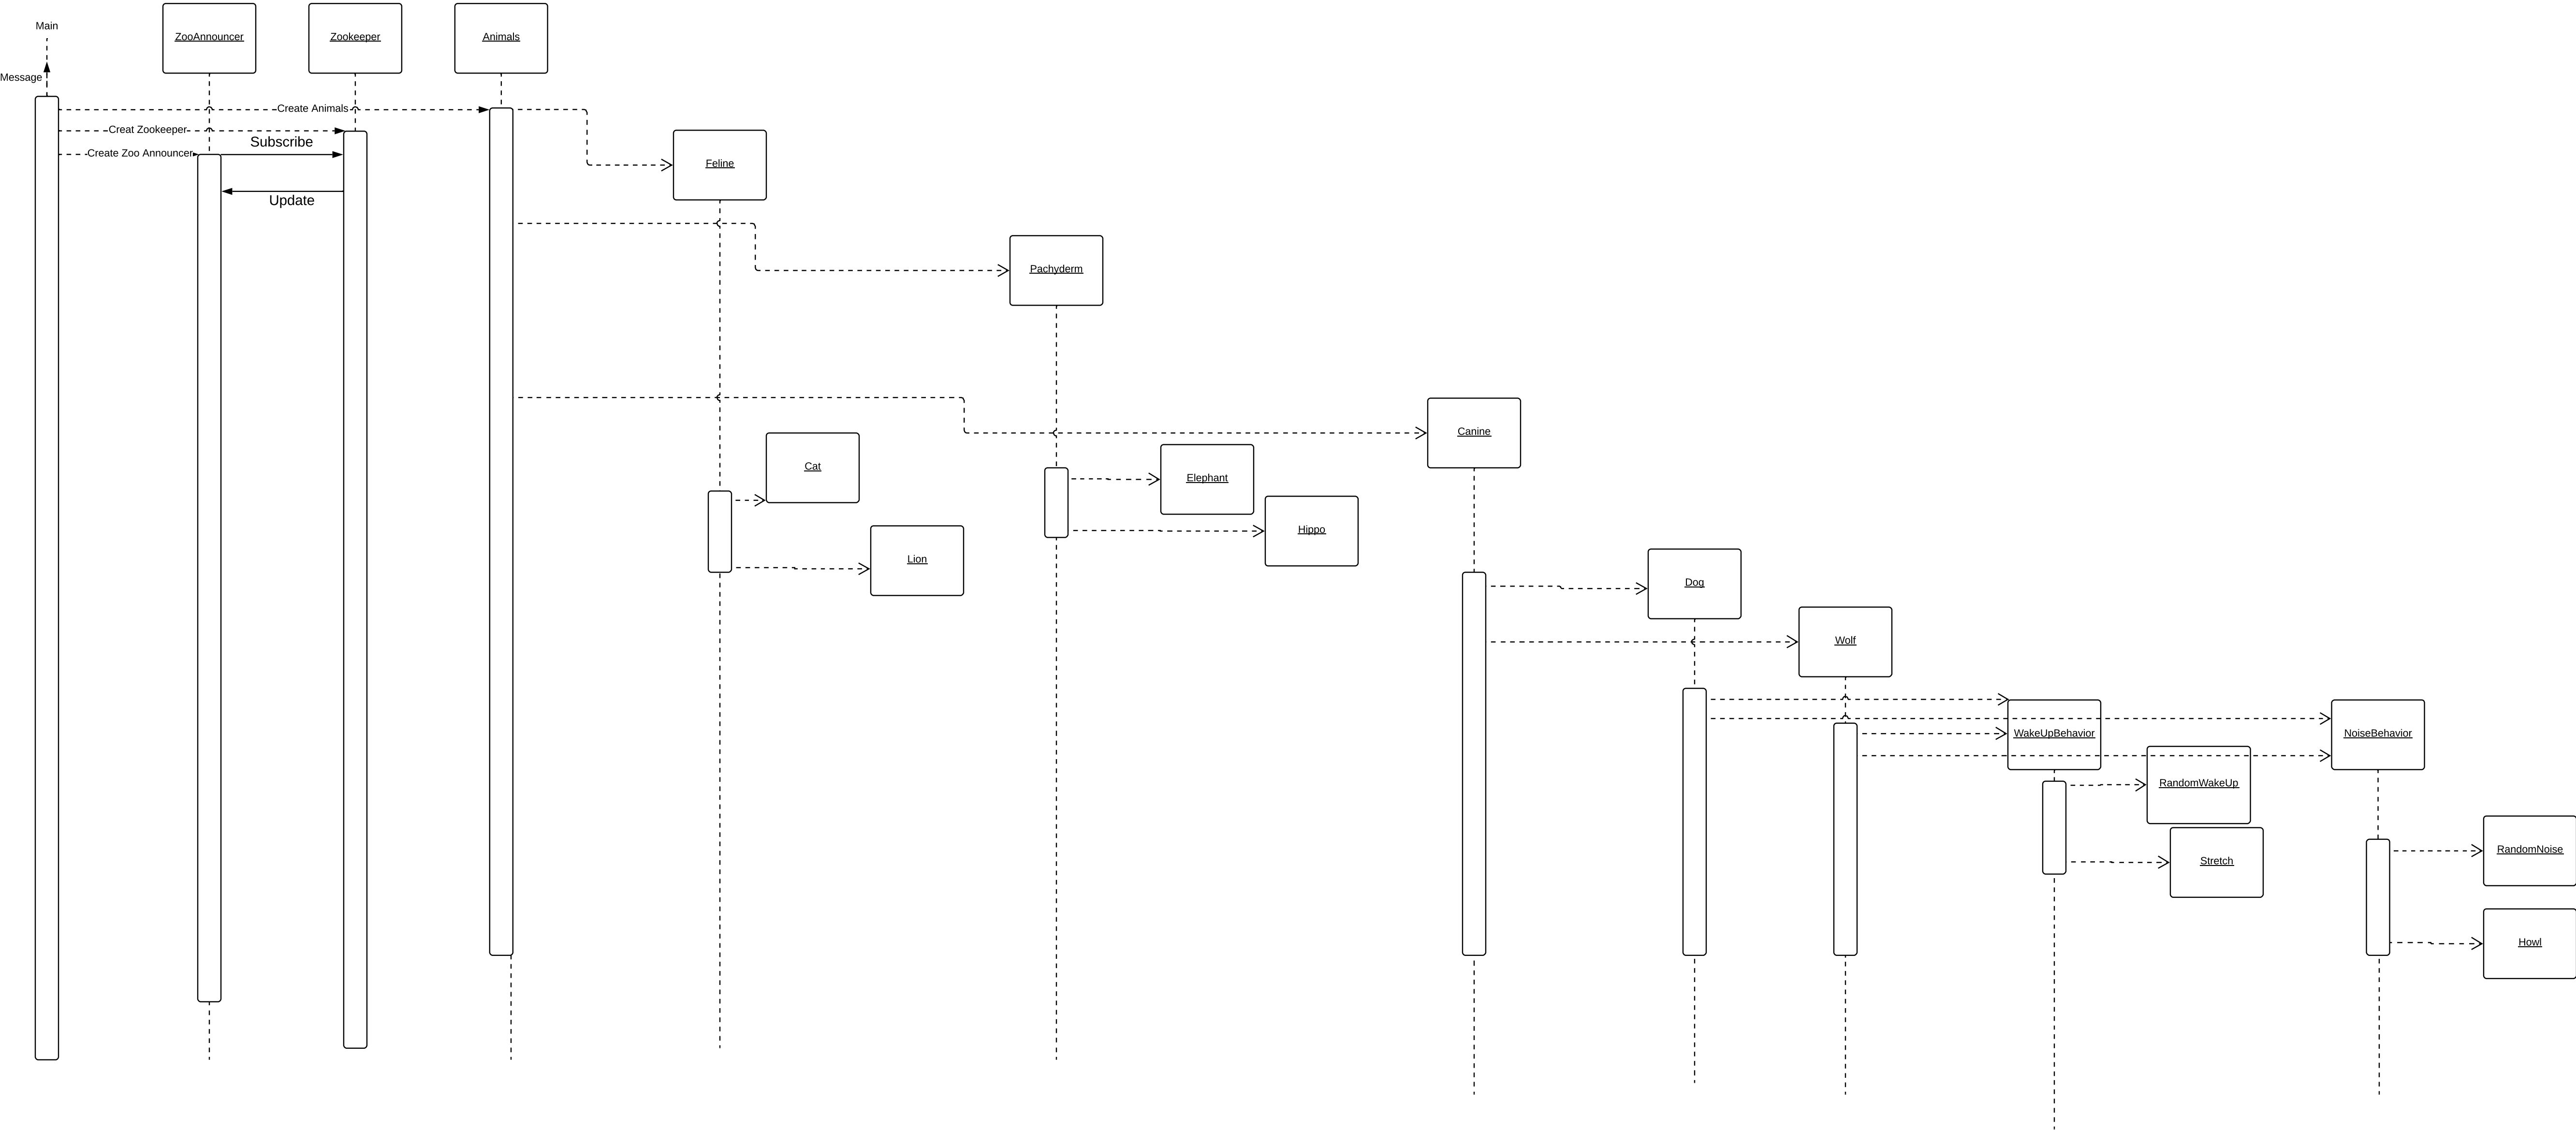 Main
ZooAnnouncer
Zookeeper
Animals
Message
Create Animals
Creat Zookeeper
Create Zoo Announcer
Subscribe
Update
Feline
Pachyderm
Canine
Cat
Elephant
Lion
Hippo
Dog
Wolf
WakeUpBehavior
NoiseBehavior
RandomWakeUp
Stretch
RandomNoise
Howl